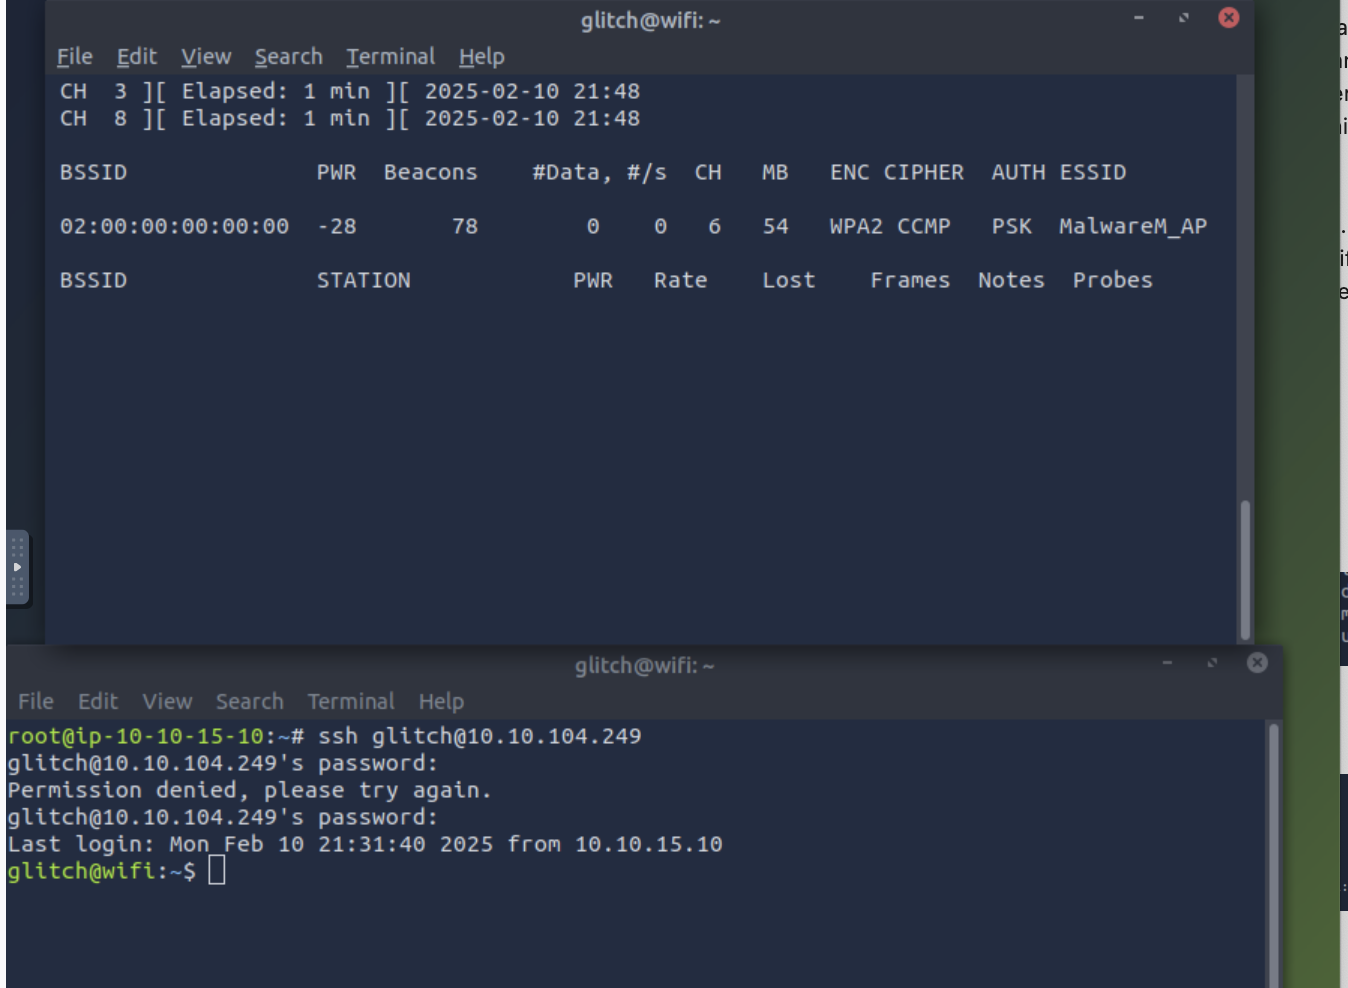 glitch@wifi: ~
File Edit View Search Terminal Help
CH 3 ][ Elapsed: 1 min ][ 2025-02-10 21:48
CH 8 ][ Elapsed: 1 min ][ 2025-02-10 21:48
BSSID PWR Beacons #Data, #/s CH MB ENC CIPHER AUTH ESSID
02:00:00:00:00:00 -28 78 0 0 6 54 WPA2 CCMP PSK MalwareM_AP
BSSID STATION PWR Rate Lost Frames Notes Probes
glitch@wifi: ~
File Edit View Search Terminal Help
root@ip-10-10-15-10:~# ssh glitch@10.10.104.249
glitch@10.10.104.249's password:
Permission denied, please try again.
glitch@10.10.104.249's password:
Last login: Mon Feb 10 21:31:40 2025 from 10.10.15.10
glitch@wifi:~$